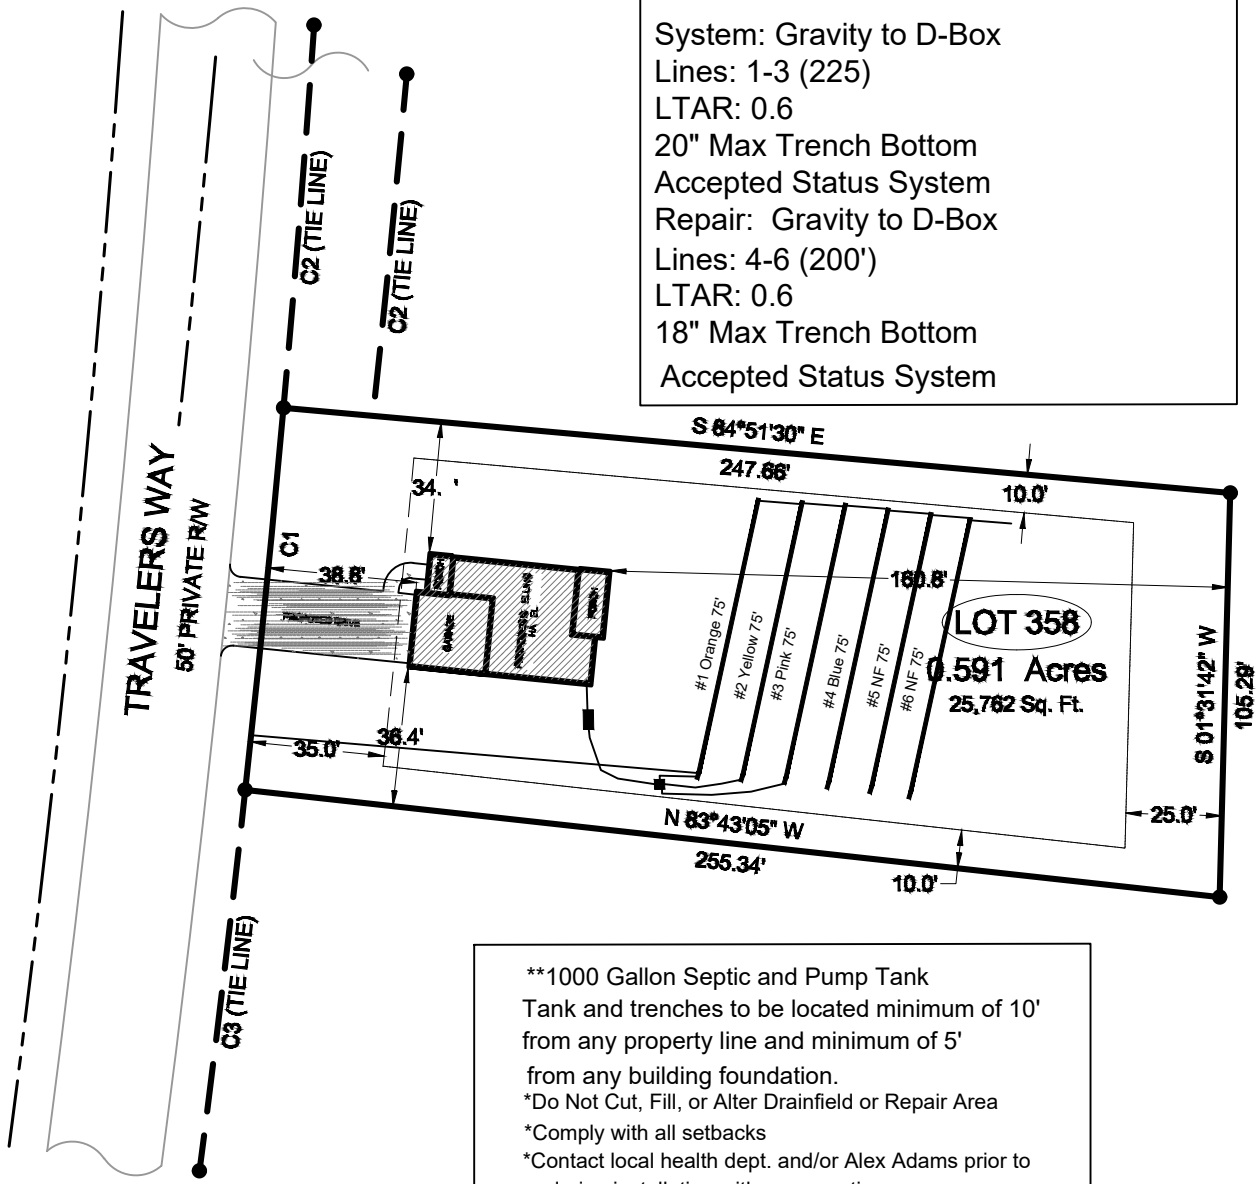 System: Gravity to D-Box
Lines: 1-3 (225)
LTAR: 0.6
20" Max Trench Bottom
Accepted Status System
Repair: Gravity to D-Box
Lines: 4-6 (200')
LTAR: 0.6
18" Max Trench Bottom
Accepted Status System
C2 (TIE LINE)
C2 (TIE LINE)
TRAVELERS WAY
50' PRIVATE R/W
C1
S 84°51'30" E
247.66'
10.0'
34. '
38.8'
160.8'
PORCH
GARAGE
PORCH
#1 Orange 75'
#2 Yellow 75'
#3 Pink 75'
#4 Blue 75'
#5 NF 75'
#6 NF 75'
LOT 358
0.591 Acres
25,762 Sq. Ft.
S 01°31'42" W
105.29'
35.0'
36.4'
25.0'
N 83°43'05" W
255.34'
10.0'
C3 (TIE LINE)
**1000 Gallon Septic and Pump Tank
Tank and trenches to be located minimum of 10'
from any property line and minimum of 5'
from any building foundation.
*Do Not Cut, Fill, or Alter Drainfield or Repair Area
*Comply with all setbacks
*Contact local health dept. and/or Alex Adams prior to